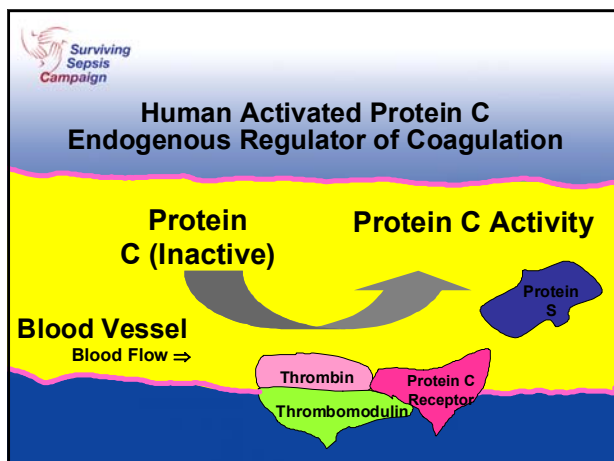 Surviving
Sepsis
Campaign
Human Activated Protein C
Endogenous Regulator of Coagulation
Protein
C (Inactive)
Protein C Activity
Protein
S
Blood Vessel
Blood Flow ⇒
Thrombin
Thrombomodulin
Protein C
Receptor